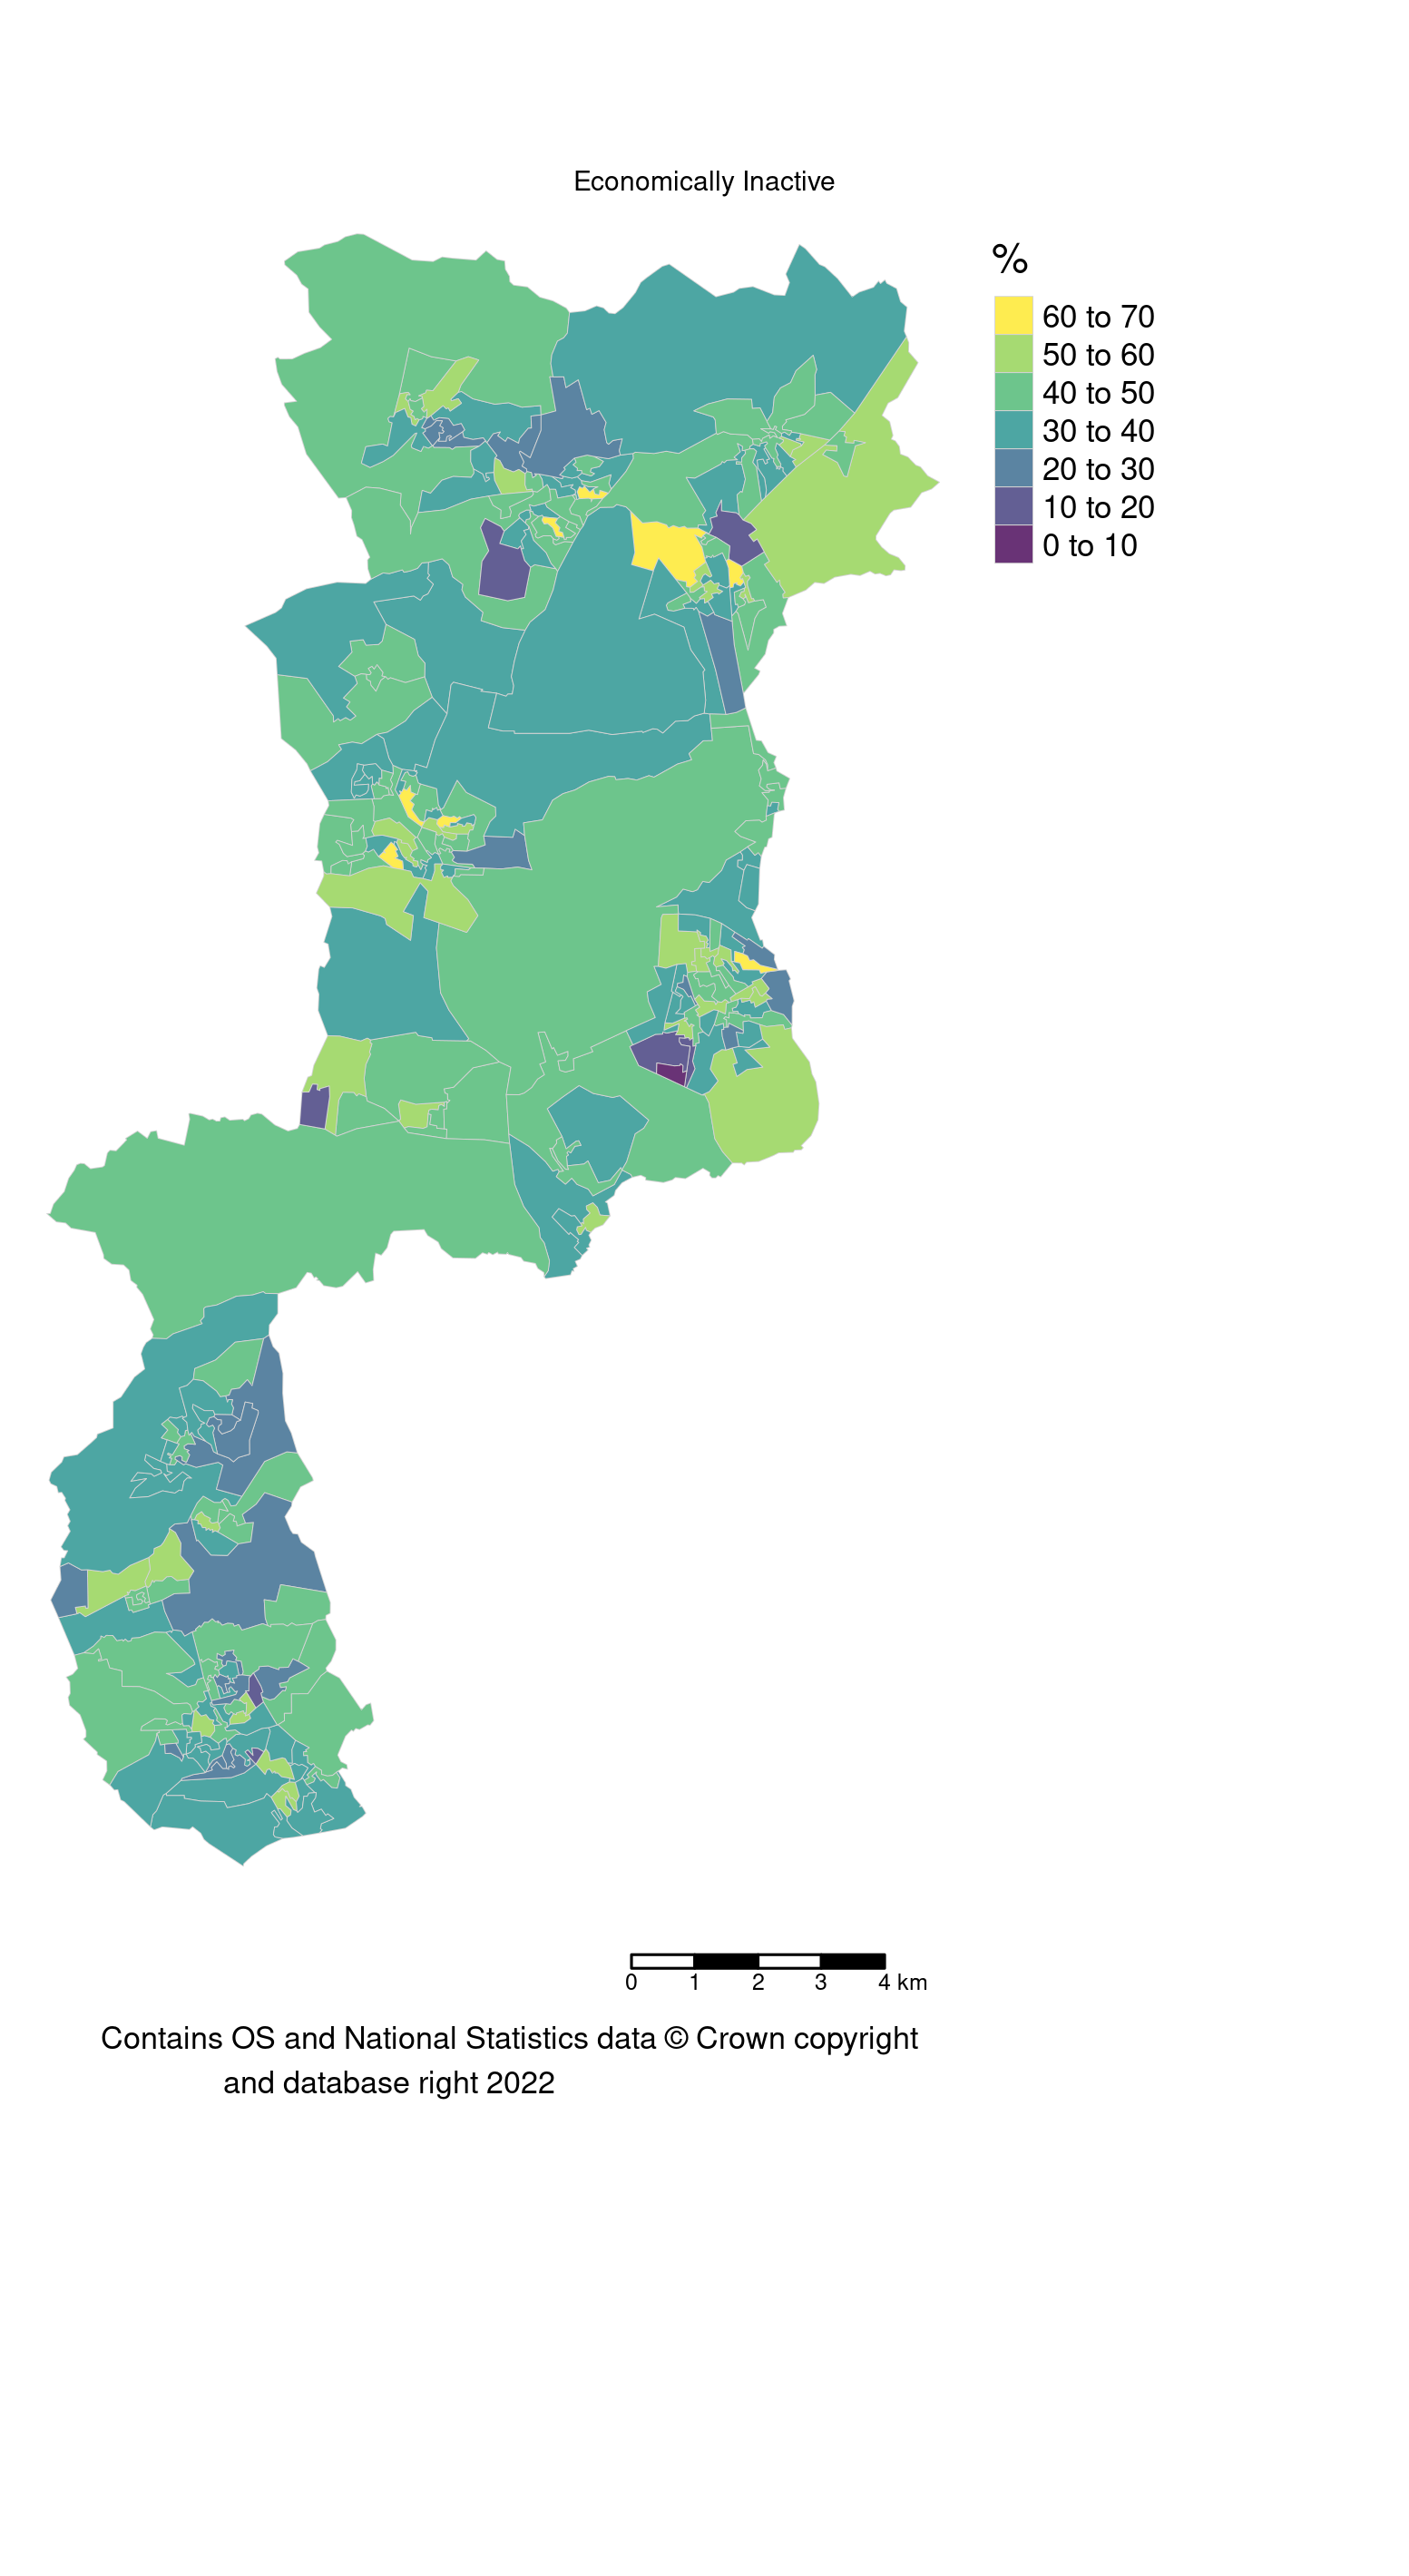 Economically Inactive
%
60 to 70
50 to 60
40 to 50
30 to 40
20 to 30
10 to 20
0 to 10
0 1 2 3 4 km
Contains OS and National Statistics data © Crown copyright
and database right 2022